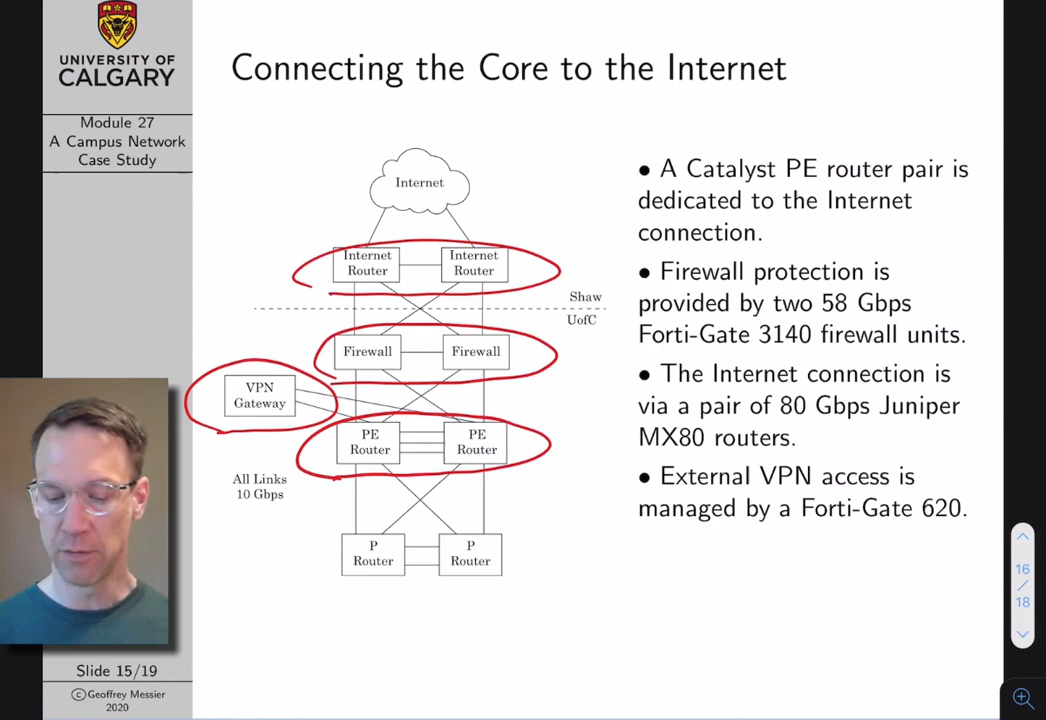 UNIVERSITY OF
CALGARY
Module 27
A Campus Network
Case Study
Connecting the Core to the Internet
Internet
Internet
Router
Internet
Router
Shaw
UofC
Firewall
Firewall
VPN
Gateway
PE
Router
PE
Router
All Links
10 Gbps
P
Router
P
Router
● A Catalyst PE router pair is
dedicated to the Internet
connection.
● Firewall protection is
provided by two 58 Gbps
Forti-Gate 3140 firewall units.
● The Internet connection is
via a pair of 80 Gbps Juniper
MX80 routers.
● External VPN access is
managed by a Forti-Gate 620.
16
/
18
Slide 15/19
©Geoffrey Messier
2020